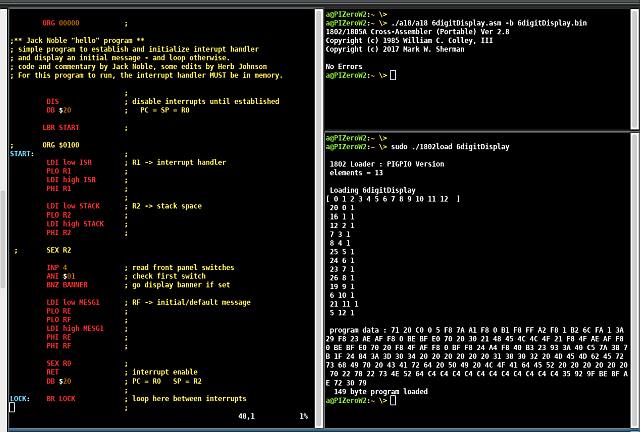 ORG 00000 ;
;** Jack Noble "hello" program **
; simple program to establish and initialize interupt handler
; and display an initial message - and loop otherwise.
; code and commentary by Jack Noble, some edits by Herb Johnson
; For this program to run, the interrupt handler MUST be in memory.
;
DIS ; disable interrupts until established
DB $20 ; PC = SP = R0
LBR START ;
; ORG $0100
START: ;
LDI low ISR ; R1 -> interrupt handler
PLO R1 ;
LDI high ISR ;
PHI R1 ;
;
LDI low STACK ; R2 -> stack space
PLO R2 ;
LDI high STACK ;
PHI R2 ;
; SEX R2
INP 4 ; read front panel switches
ANI $01 ; check first switch
BNZ BANNER ; go display banner if set
LDI low MESG1 ; RF -> initial/default message
PLO RE ;
PLO RF ;
LDI high MESG1 ;
PHI RE ;
PHI RF ;
SEX R0 ;
RET ; interrupt enable
DB $20 ; PC = R0 SP = R2
;
LOCK: BR LOCK ; loop here between interrupts
;
40,1 1%
a@PIZeroW2:~ \>
a@PIZeroW2:~ \> ./a18/a18 6digitDisplay.asm -b 6digitDisplay.bin
1802/1805A Cross-Assembler (Portable) Ver 2.8
Copyright (c) 1985 William C. Colley, III
Copyright (c) 2017 Mark W. Sherman
No Errors
a@PIZeroW2:~ \>
a@PIZeroW2:~ \>
a@PIZeroW2:~ \> sudo ./1802load 6digitDisplay
1802 Loader : PIGPIO Version
elements = 13
Loading 6digitDisplay
[ 0 1 2 3 4 5 6 7 8 9 10 11 12 ]
20 0 1
16 1 1
12 2 1
7 3 1
8 4 1
25 5 1
24 6 1
23 7 1
26 8 1
19 9 1
6 10 1
21 11 1
5 12 1
program data : 71 20 C0 0 5 F8 7A A1 F8 0 B1 F8 FF A2 F8 1 B2 6C FA 1 3A
29 F8 23 AE AF F8 0 BE BF E0 70 20 30 21 48 45 4C 4C 4F 21 F8 4F AE AF F8
0 BE BF E0 70 20 F8 4F AF F8 0 BF F8 24 A4 F8 40 B3 23 93 3A 40 C5 7A 38 7
B 1F 24 84 3A 3D 30 34 20 20 20 20 20 20 31 38 30 32 20 4D 45 4D 62 45 72
73 68 49 70 20 43 41 72 64 20 50 49 20 4C 4F 41 64 45 52 20 20 20 20 20 20
70 22 78 22 73 4E 52 64 C4 C4 C4 C4 C4 C4 C4 C4 C4 C4 C4 35 92 9F BE 8F A
E 72 30 79
149 byte program loaded
a@PIZeroW2:~ \>